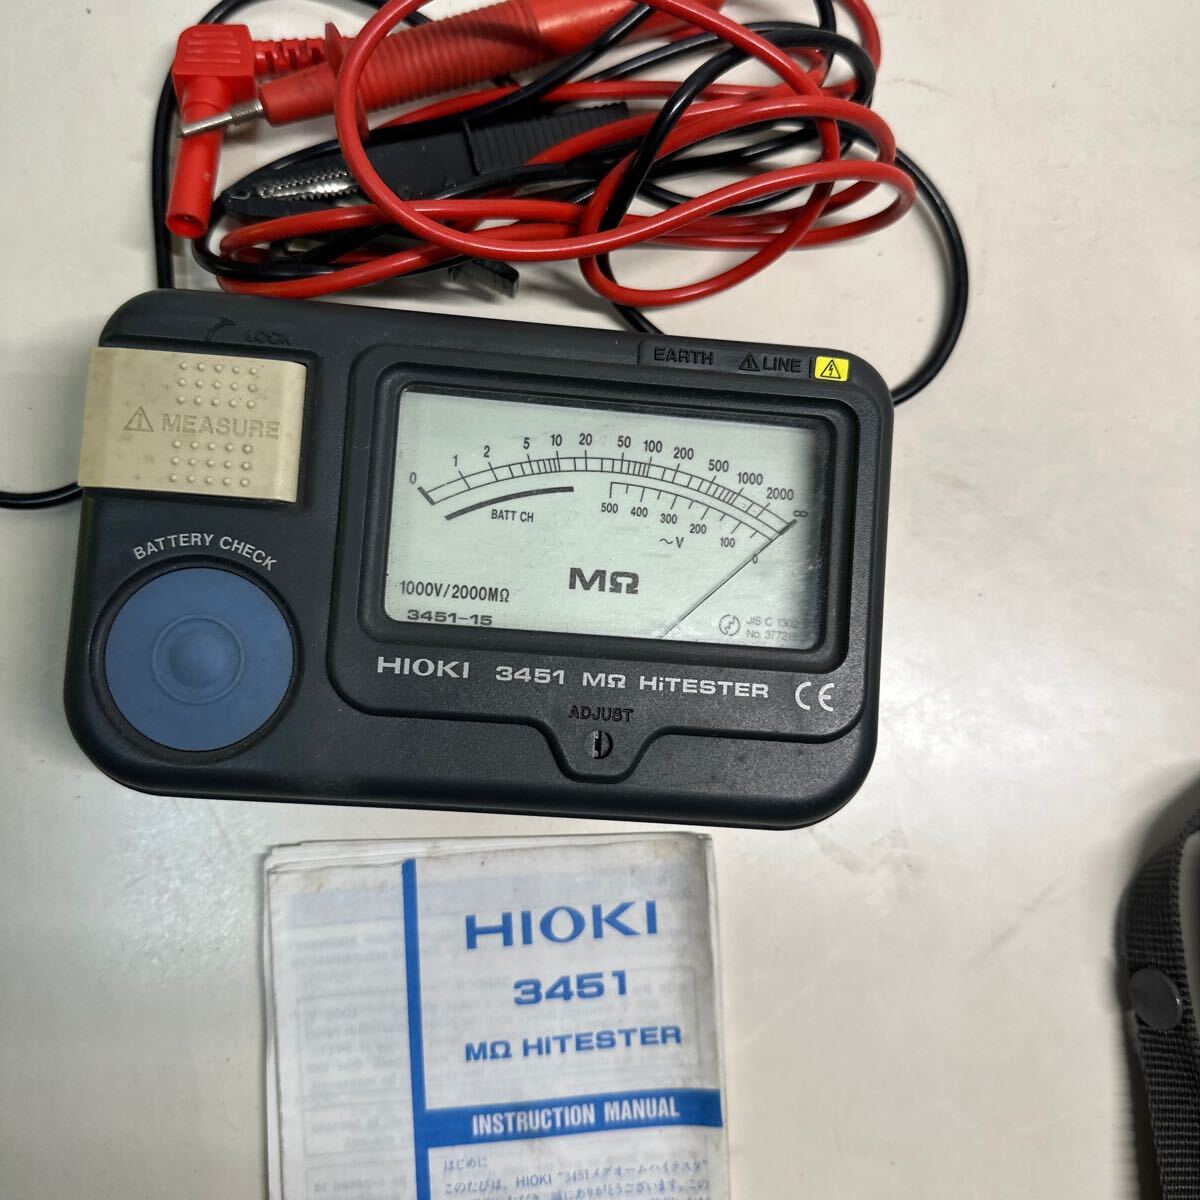 LOCK
EARTH
LINE
MEASURE
0 1 2 5 10 20 50 100 200 500 1000 2000 ∞
BATT CH
500 400 300 200 100 0
～V
MΩ
1000V/2000MΩ
3451-15
JIS C 1302
BATTERY CHECK
HIOKI 3451 MΩ HiTESTER CE
ADJUST
HIOKI
3451
MΩ HiTESTER
INSTRUCTION MANUAL
はじめに
このたびは、HIOKI "3451メグオームハイテスタ"